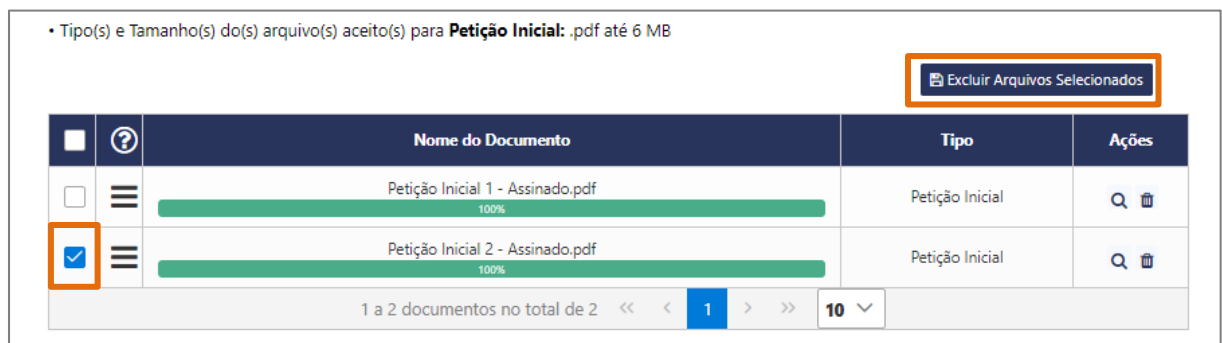 • Tipo(s) e Tamanho(s) do(s) arquivo(s) aceito(s) para Petição Inicial: .pdf até 6 MB
Excluir Arquivos Selecionados
? Nome do Documento Tipo Ações
Petição Inicial 1 - Assinado.pdf
100%
Petição Inicial
Petição Inicial 2 - Assinado.pdf
100%
Petição Inicial
1 a 2 documentos no total de 2 << < 1 > >> 10